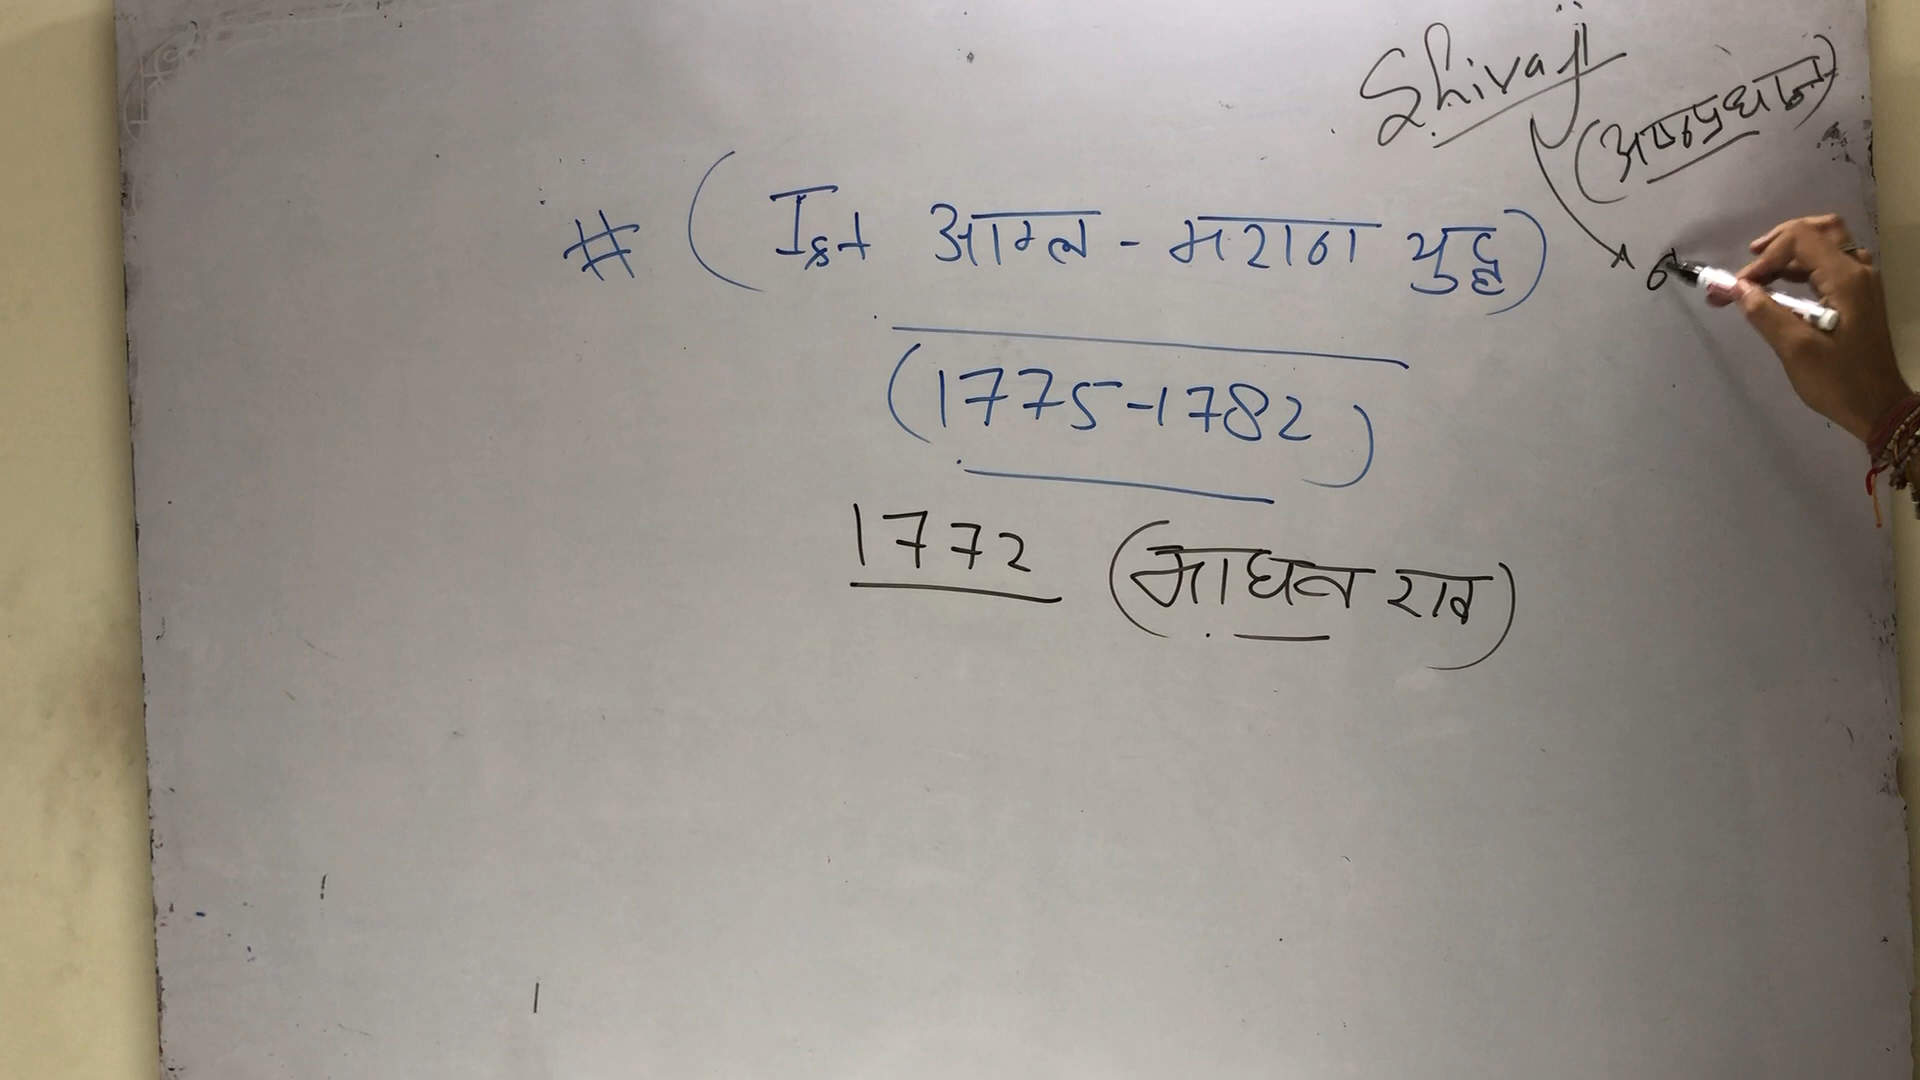 Shivaji
(अष्टप्रधान)
# (Ist आंग्ल - मराठा युद्ध)
(1775-1782)
1772 (माधव राव)